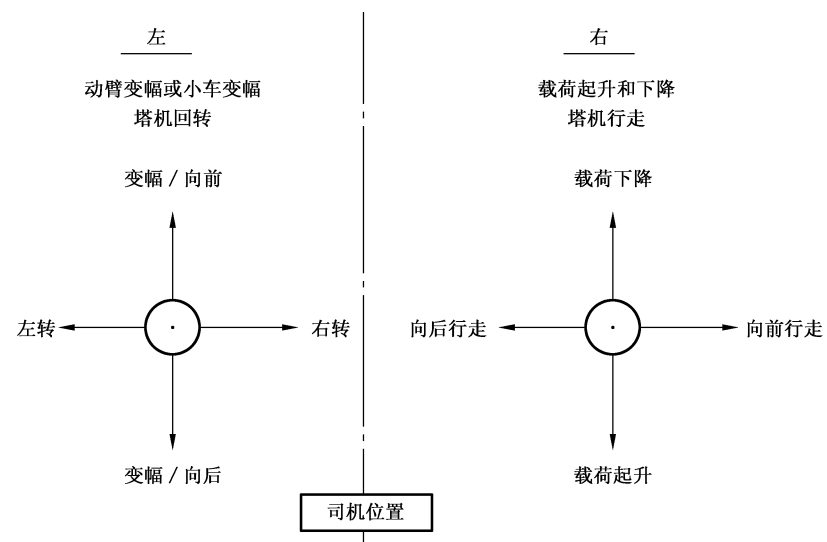 左
动臂变幅或小车变幅
塔机回转
变幅/向前
左转
右转
变幅/向后
右
载荷起升和下降
塔机行走
载荷下降
向后行走
向前行走
载荷起升
司机位置